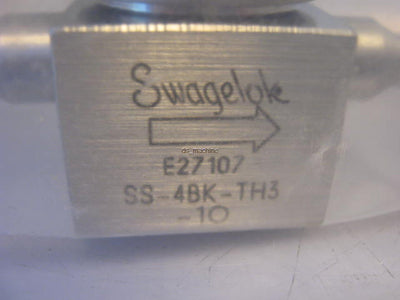 Swagelok
ds_machine
E27107
SS-4BK-TH3
-10